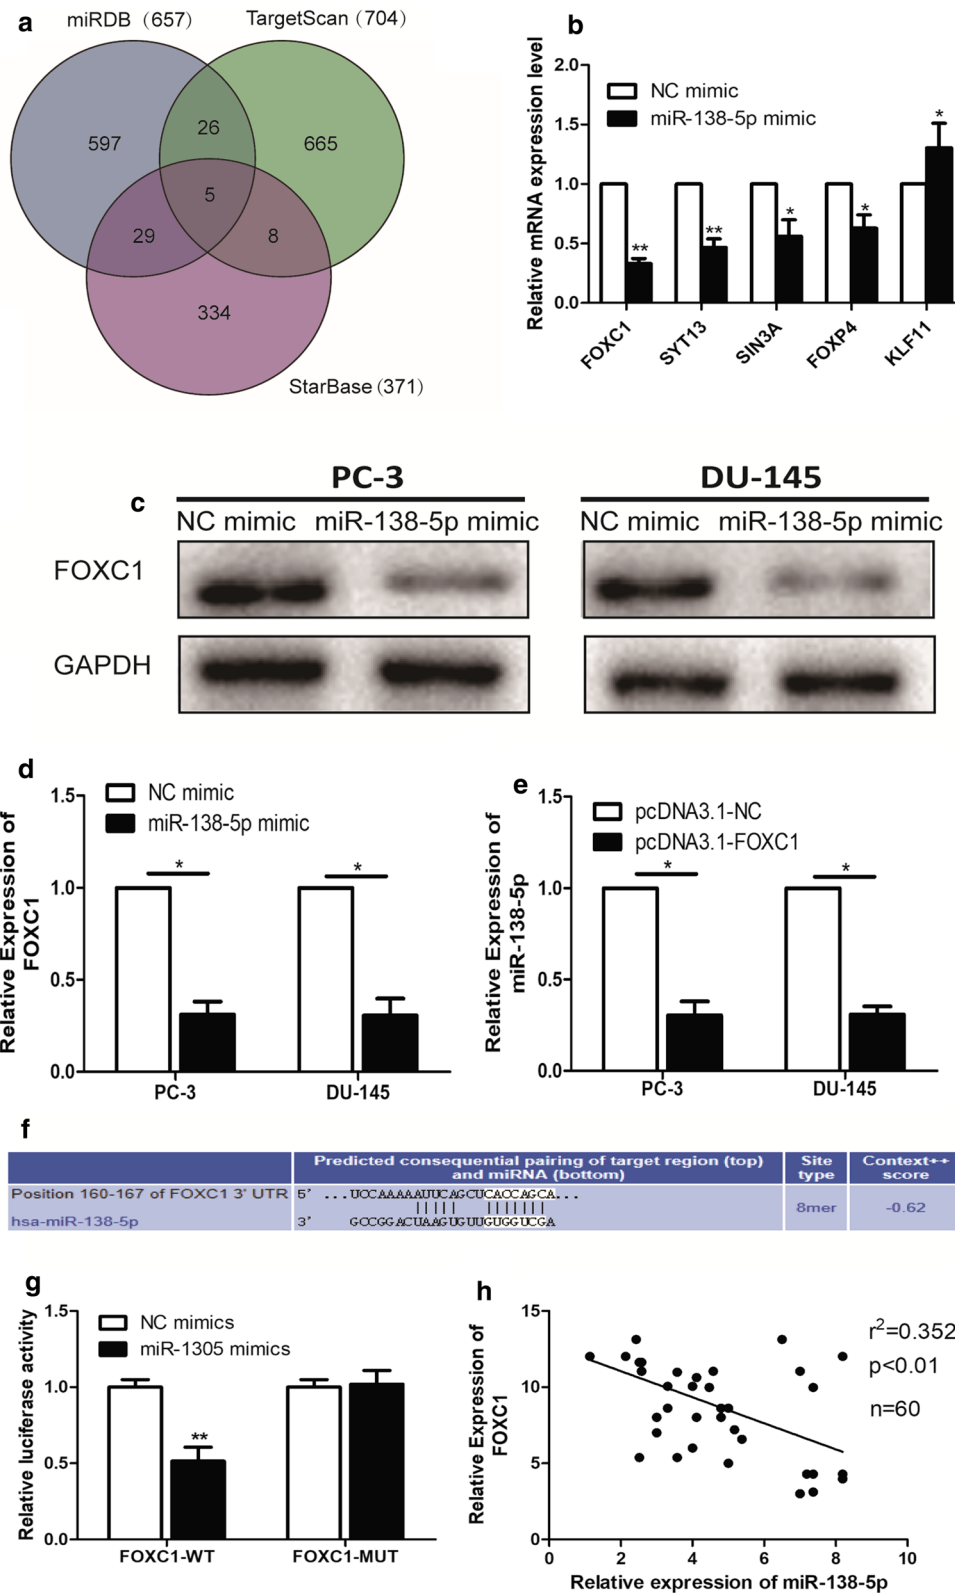 a
miRDB (657)
TargetScan (704)
597
26
665
5
29
8
334
StarBase (371)
b
Relative mRNA expression level
2.0
1.5
1.0
0.5
0.0
NC mimic
miR-138-5p mimic
**
**
*
*
*
FOXC1
SYT13
SIN3A
FOXP4
KLF11
c
PC-3
DU-145
NC mimic miR-138-5p mimic
NC mimic miR-138-5p mimic
FOXC1
GAPDH
d
Relative Expression of
FOXC1
1.5
1.0
0.5
0.0
NC mimic
miR-138-5p mimic
*
*
PC-3
DU-145
e
Relative Expression of
miR-138-5p
1.5
1.0
0.5
0.0
pcDNA3.1-NC
pcDNA3.1-FOXC1
*
*
PC-3
DU-145
f
Predicted consequential pairing of target region (top)
and miRNA (bottom)
Site
type
Context++
score
Position 160-167 of FOXC1 3' UTR 5' ...UCCAAAAAUUCAGCUCACCAGCA...
hsa-miR-138-5p 3' GCCGGACUAAGUGUUGUGGUCGA
8mer
-0.62
g
Relative luciferase activity
1.5
1.0
0.5
0.0
NC mimics
miR-1305 mimics
**
FOXC1-WT
FOXC1-MUT
h
Relative Expression of
FOXC1
15
10
5
0
r²=0.352
p<0.01
n=60
0 2 4 6 8 10
Relative expression of miR-138-5p